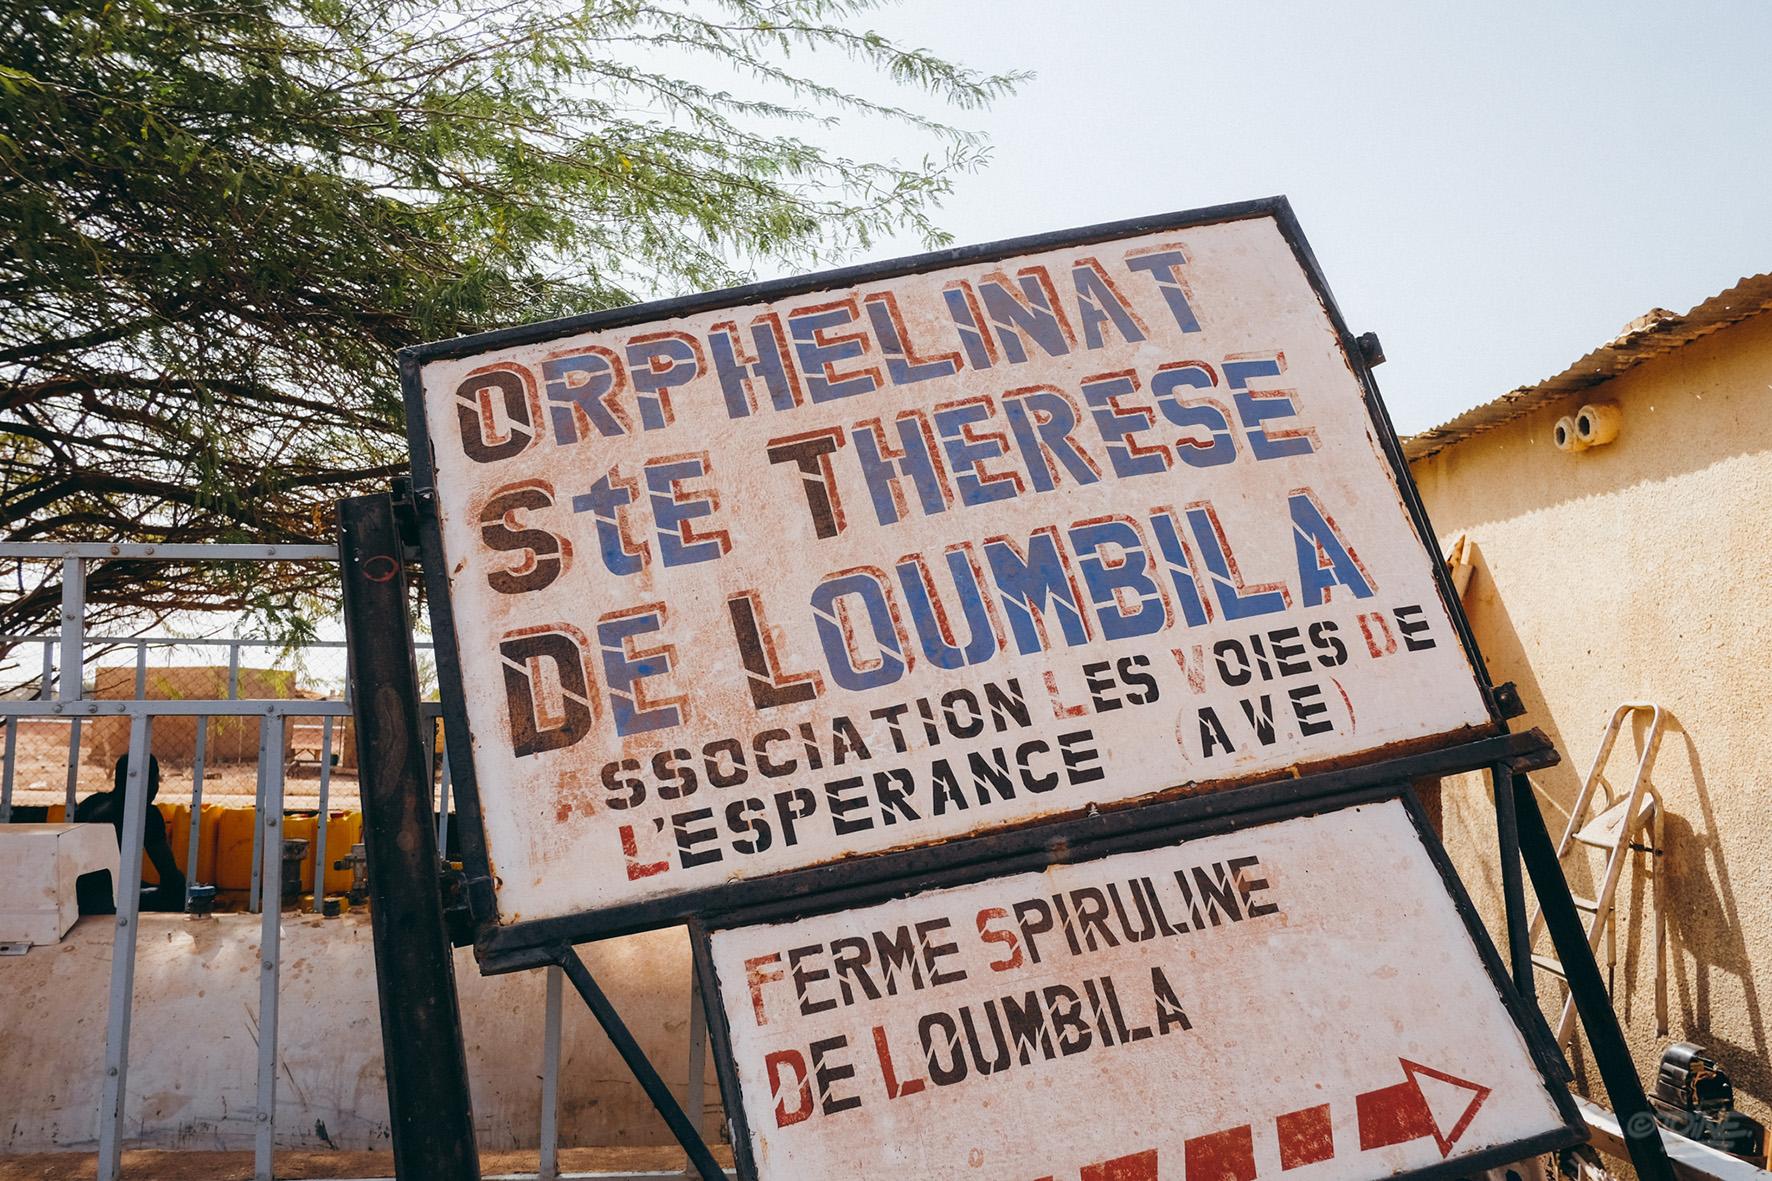 ORPHELINAT
StE THERESE
DE LOUMBILA
ASSOCIATION LES VOIES DE
L'ESPERANCE (AVE)
FERME SPIRULINE
DE LOUMBILA